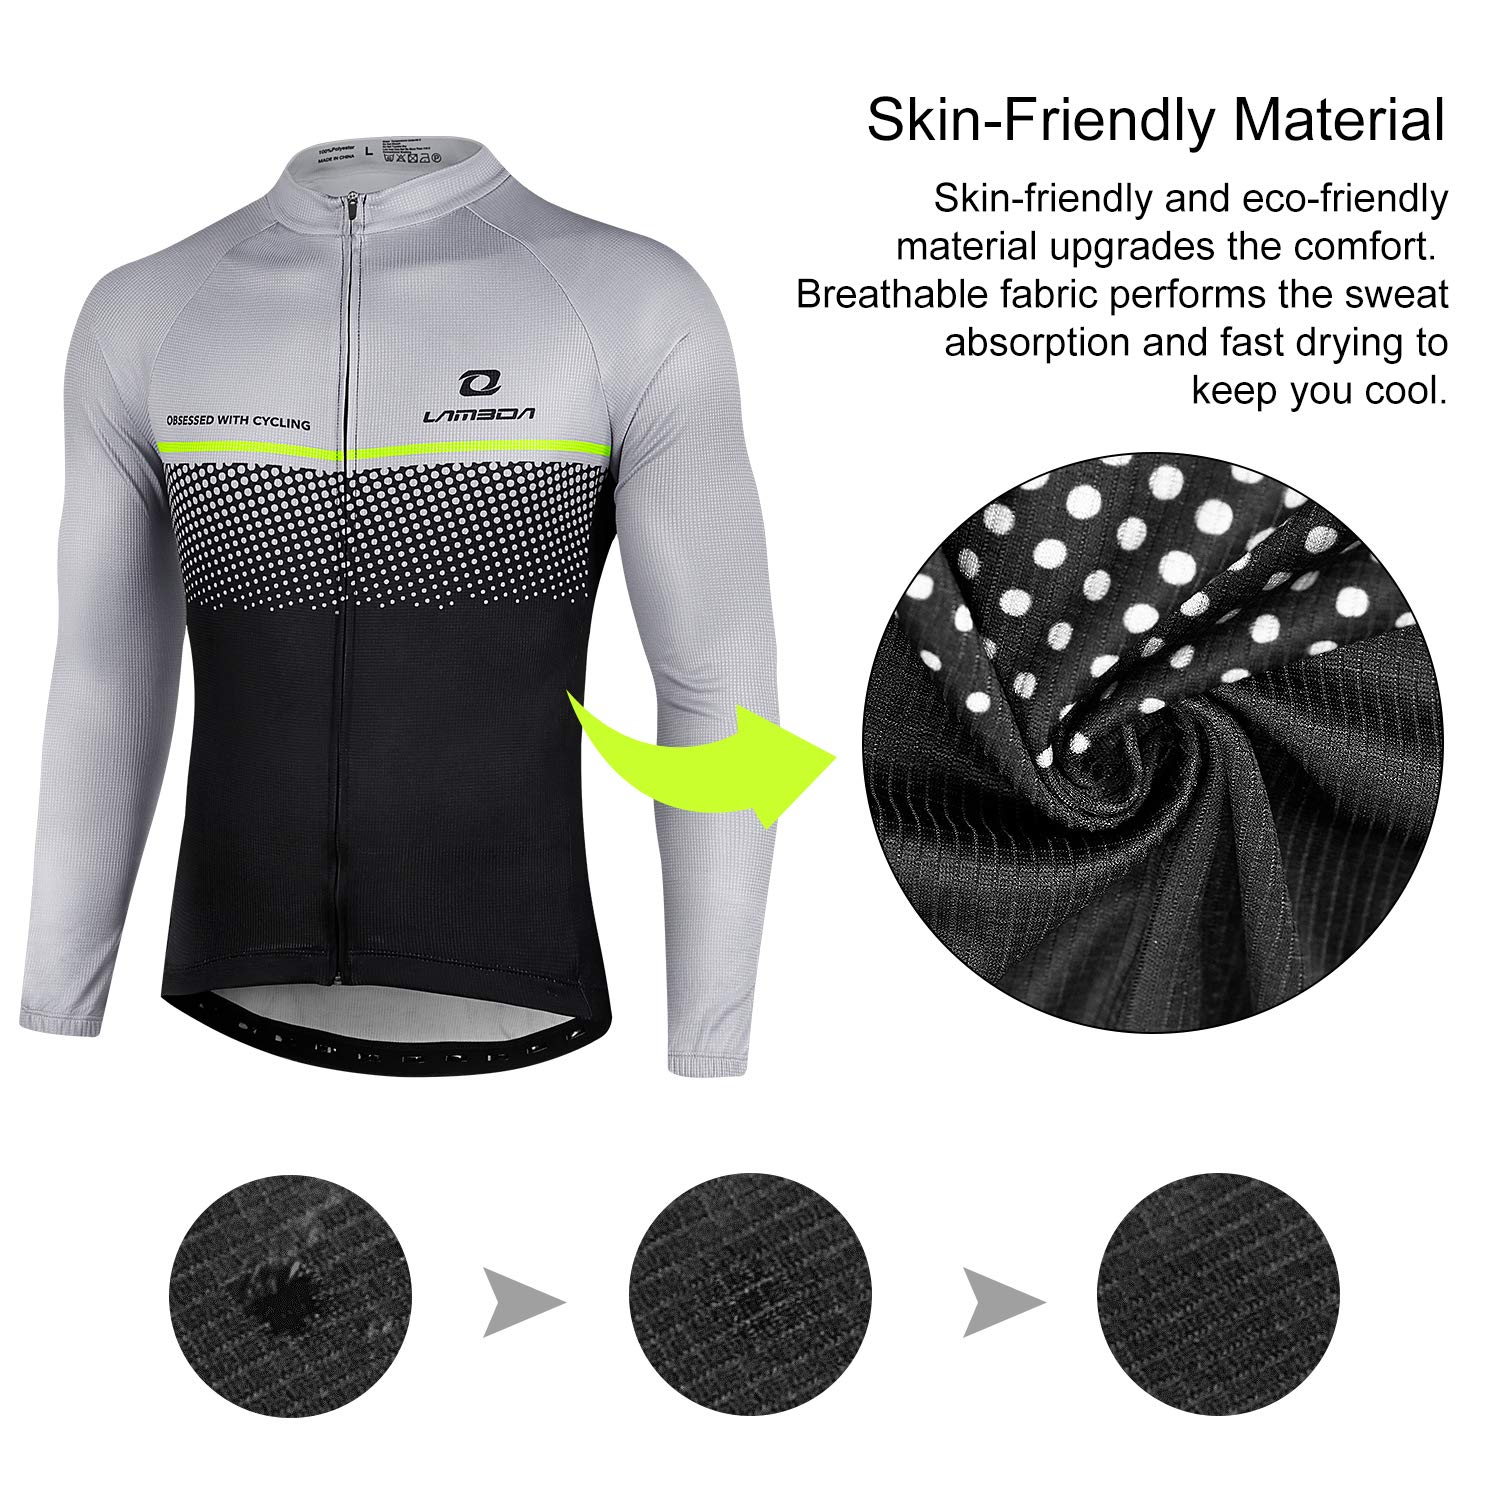 Skin-Friendly Material
Skin-friendly and eco-friendly
material upgrades the comfort.
Breathable fabric performs the sweat
absorption and fast drying to
keep you cool.
100%Polyester
MADE IN CHINA
L
OBSESSED WITH CYCLING
LAMBDA